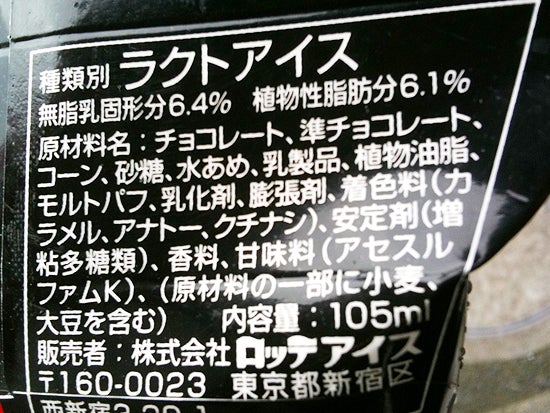 種類別 ラクトアイス
無脂乳固形分6.4% 植物性脂肪分6.1%
原材料名：チョコレート、準チョコレート、
コーン、砂糖、水あめ、乳製品、植物油脂、
モルトパフ、乳化剤、膨張剤、着色料(カ
ラメル、アナトー、クチナシ)、安定剤(増
粘多糖類)、香料、甘味料(アセスル
ファムK)、(原材料の一部に小麦、
大豆を含む) 内容量：105ml
販売者：株式会社ロッテアイス
〒160-0023 東京都新宿区
西新宿3-20-1